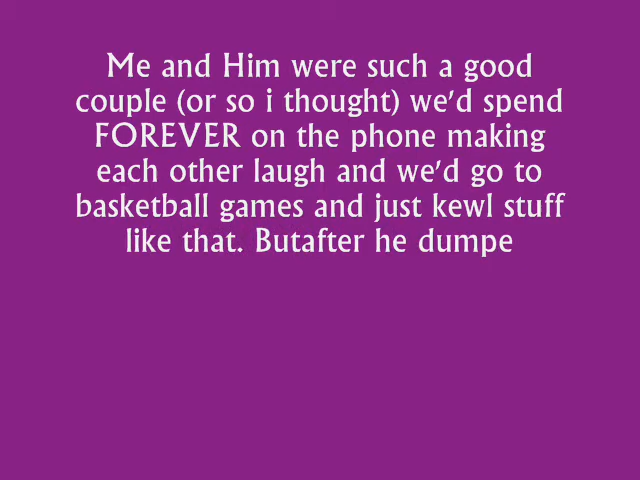 Me and Him were such a good
couple (or so i thought) we'd spend
FOREVER on the phone making
each other laugh and we'd go to
basketball games and just kewl stuff
like that. Butafter he dumpe